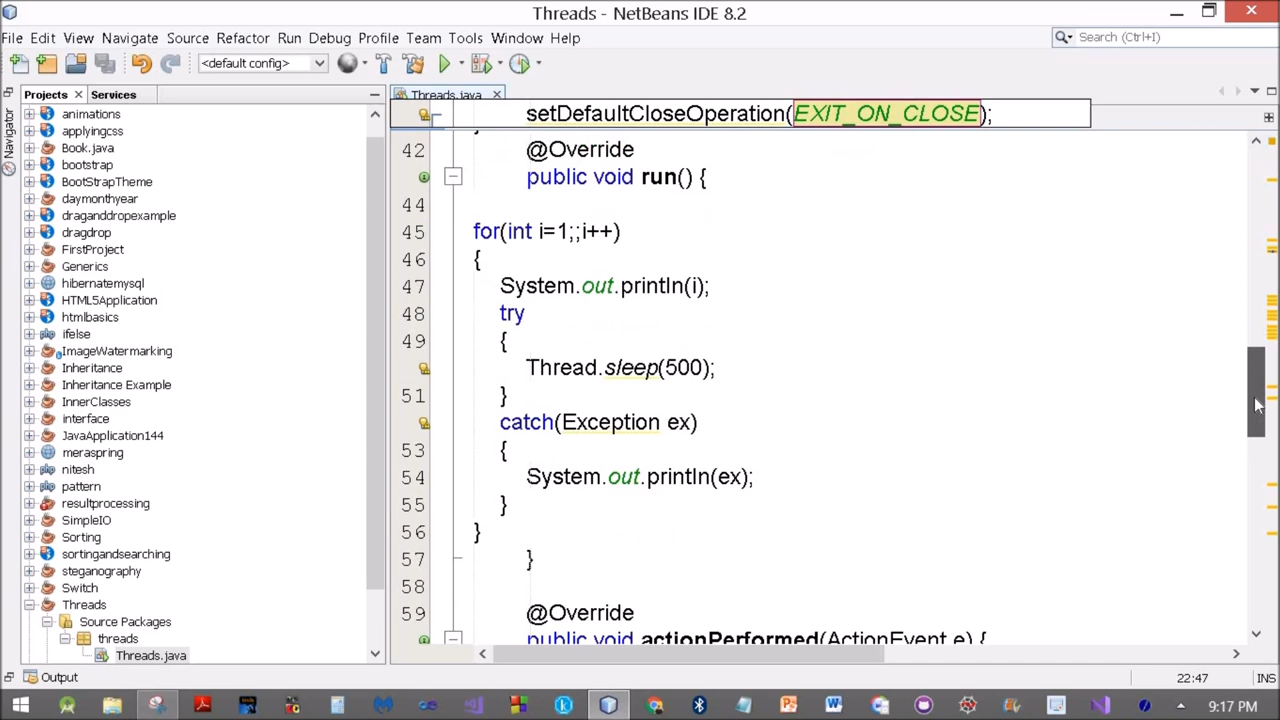 Threads - NetBeans IDE 8.2
File Edit View Navigate Source Refactor Run Debug Profile Team Tools Window Help
Search (Ctrl+I)
<default config>
Projects
Services
Threads.java
Navigator
animations
applyingcss
Book.java
bootstrap
BootStrapTheme
daymonthyear
draganddropexample
dragdrop
FirstProject
Generics
hibernatemysql
HTML5Application
htmlbasics
ifelse
ImageWatermarking
Inheritance
Inheritance Example
InnerClasses
interface
JavaApplication144
meraspring
nitesh
pattern
resultprocessing
SimpleIO
Sorting
sortingandsearching
steganography
Switch
Threads
Source Packages
threads
Threads.java
setDefaultCloseOperation(EXIT_ON_CLOSE);
}
42 @Override
public void run() {
44
45 for(int i=1;;i++)
46 {
47 System.out.println(i);
48 try
49 {
Thread.sleep(500);
51 }
catch(Exception ex)
53 {
54 System.out.println(ex);
55 }
56 }
57 }
58
59 @Override
public void actionPerformed(ActionEvent e) {
Output
22:47
INS
9:17 PM